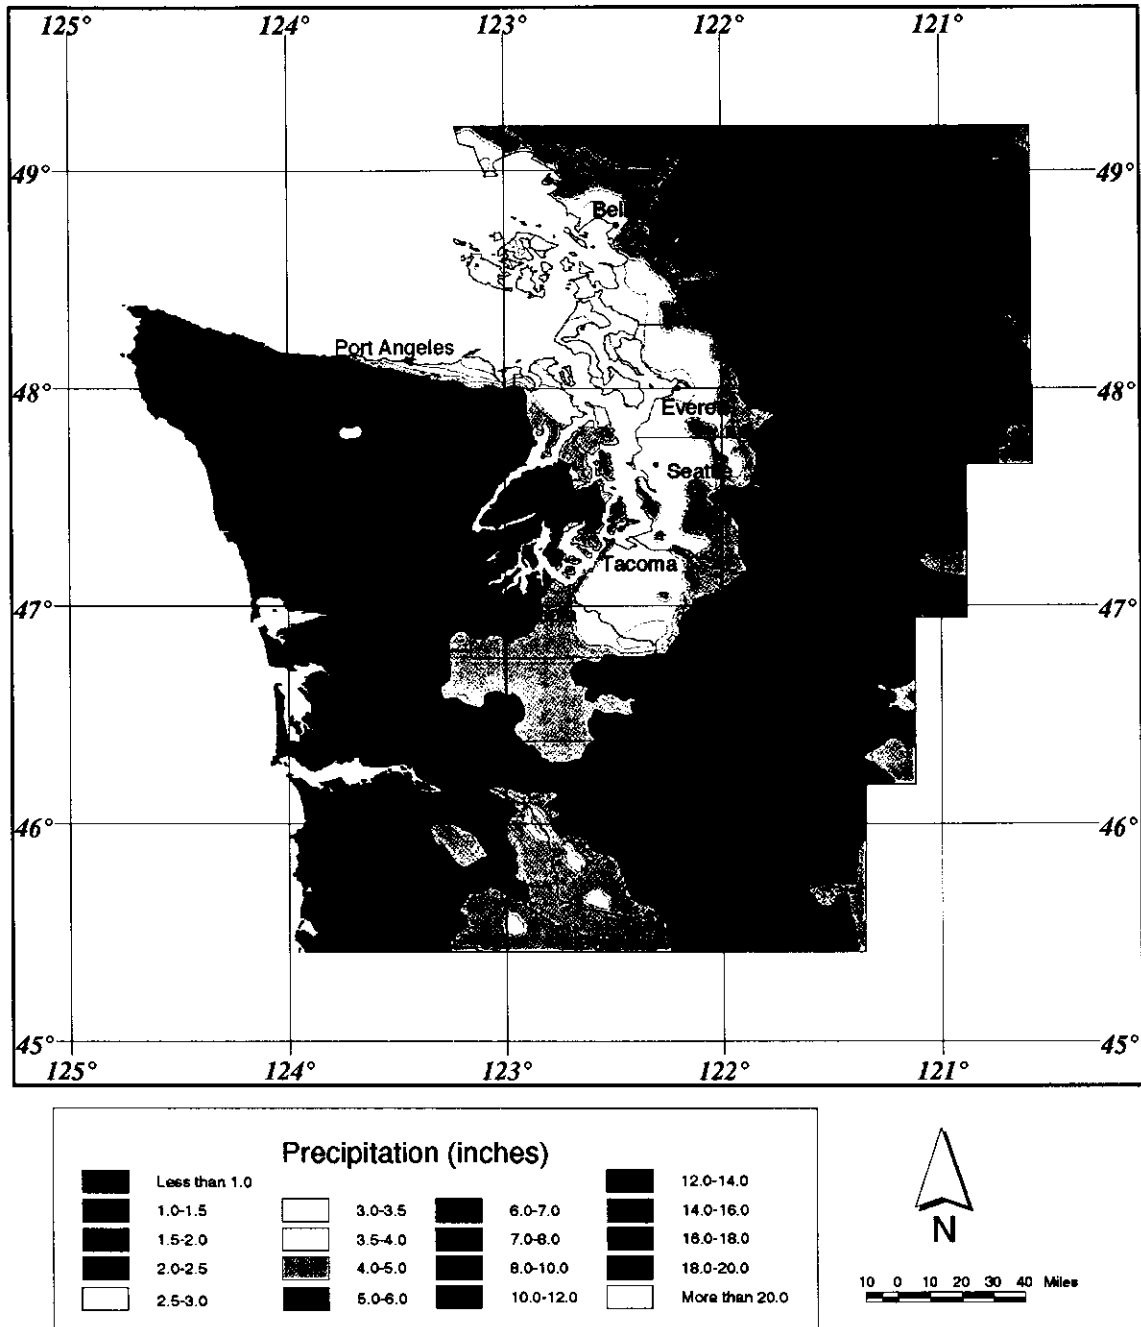 125° 124° 123° 122° 121°
49° 49°
Bel
Port Angeles
48° 48°
Everett
Seattle
Tacoma
47° 47°
46° 46°
45° 45°
125° 124° 123° 122° 121°
Precipitation (inches)
Less than 1.0
1.0-1.5
1.5-2.0
2.0-2.5
2.5-3.0
3.0-3.5
3.5-4.0
4.0-5.0
5.0-6.0
6.0-7.0
7.0-8.0
8.0-10.0
10.0-12.0
12.0-14.0
14.0-16.0
16.0-18.0
18.0-20.0
More than 20.0
N
10 0 10 20 30 40 Miles